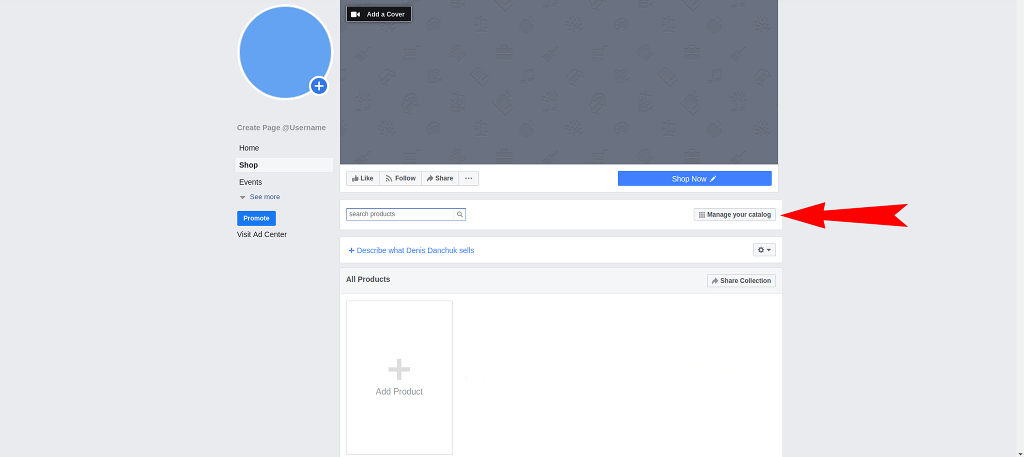 Add a Cover
Create Page @Username
Home
Shop
Events
See more
Promote
Visit Ad Center
Like
Follow
Share
Shop Now
search products
Manage your catalog
+ Describe what Denis Danchuk sells
All Products
Share Collection
Add Product